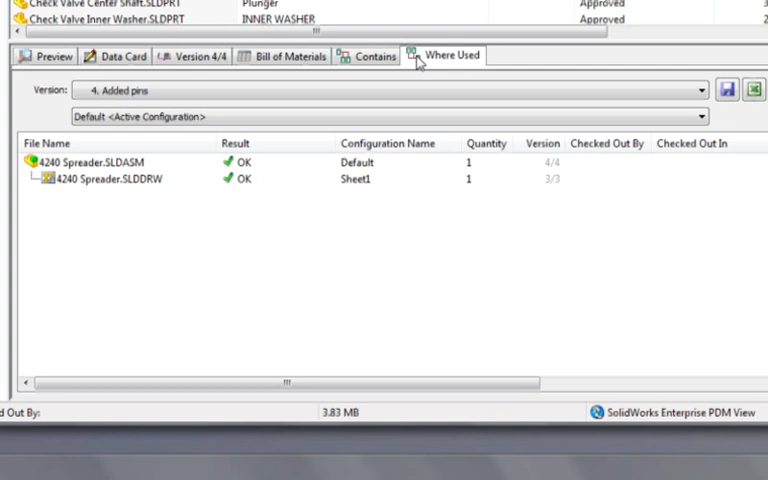 Check Valve Center Shaft.SLDPRT Plunger Approved
Check Valve Inner Washer.SLDPRT INNER WASHER Approved 2
Preview Data Card Version 4/4 Bill of Materials Contains Where Used
Version: 4. Added pins
Default <Active Configuration>
File Name Result Configuration Name Quantity Version Checked Out By Checked Out In
4240 Spreader.SLDASM OK Default 1 4/4
4240 Spreader.SLDDRW OK Sheet1 1 3/3
d Out By: 3.83 MB SolidWorks Enterprise PDM View